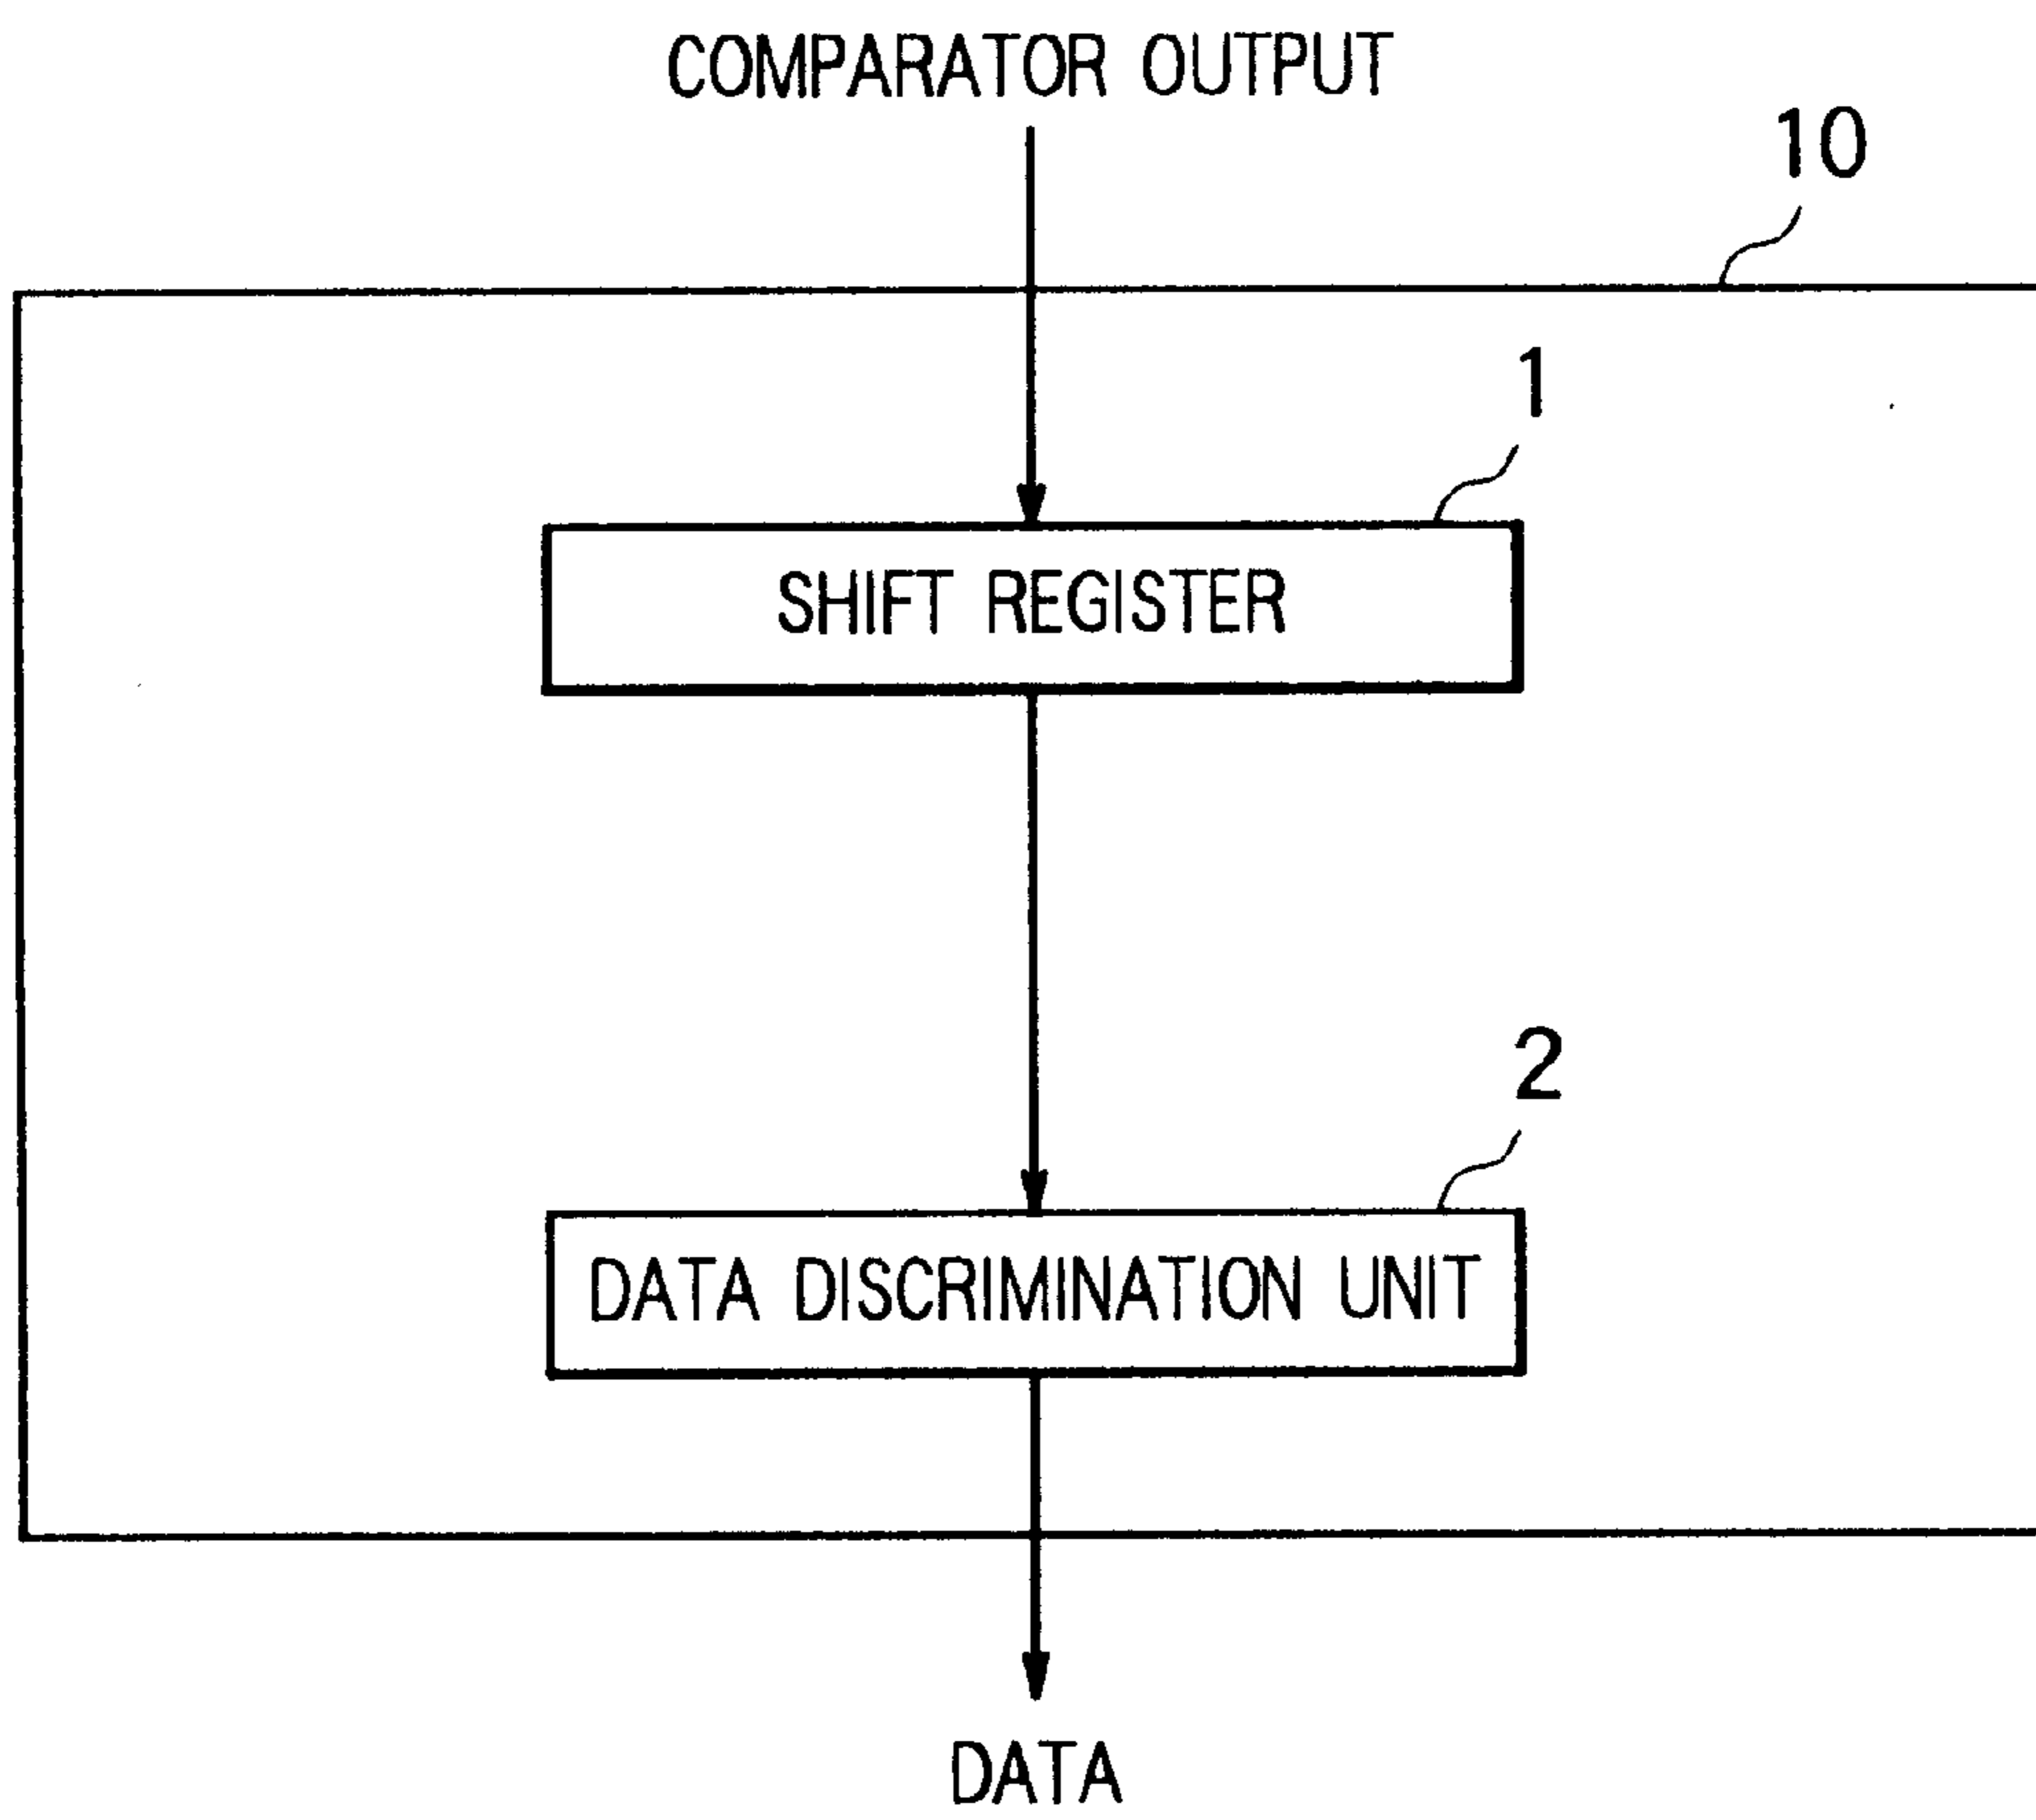 COMPARATOR OUTPUT
10
1
SHIFT REGISTER
2
DATA DISCRIMINATION UNIT
DATA